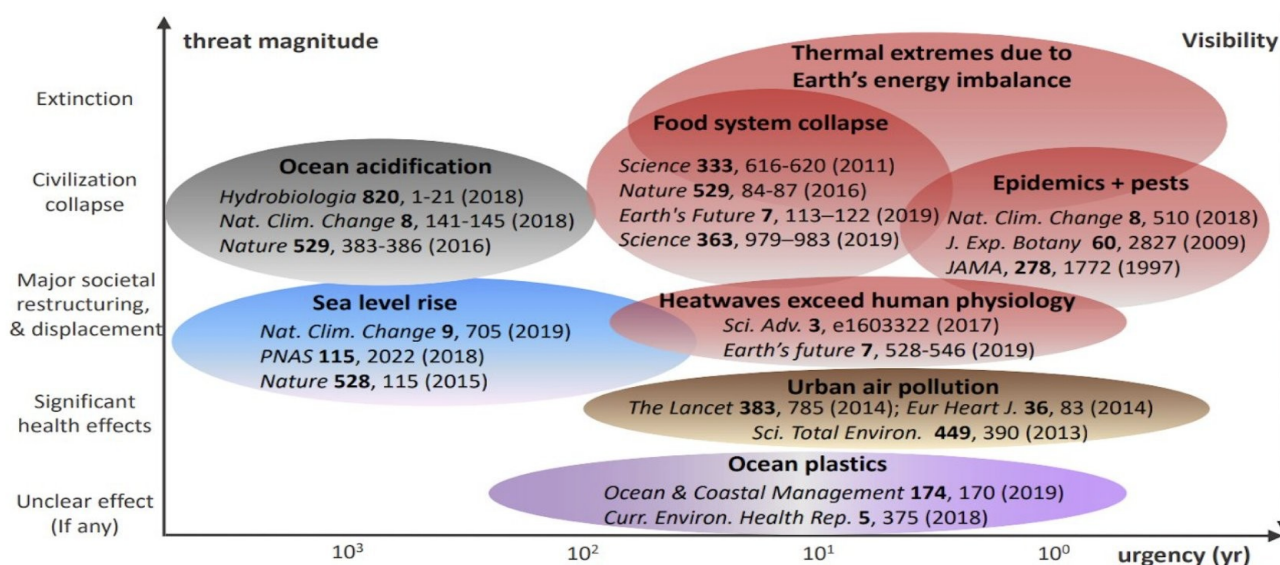 threat magnitude
Visibility
Thermal extremes due to
Earth's energy imbalance
Extinction
Food system collapse
Science 333, 616-620 (2011)
Nature 529, 84-87 (2016)
Earth's Future 7, 113–122 (2019)
Science 363, 979–983 (2019)
Ocean acidification
Hydrobiologia 820, 1-21 (2018)
Nat. Clim. Change 8, 141-145 (2018)
Nature 529, 383-386 (2016)
Civilization
collapse
Epidemics + pests
Nat. Clim. Change 8, 510 (2018)
J. Exp. Botany 60, 2827 (2009)
JAMA, 278, 1772 (1997)
Major societal
restructuring,
& displacement
Sea level rise
Nat. Clim. Change 9, 705 (2019)
PNAS 115, 2022 (2018)
Nature 528, 115 (2015)
Heatwaves exceed human physiology
Sci. Adv. 3, e1603322 (2017)
Earth's future 7, 528-546 (2019)
Significant
health effects
Urban air pollution
The Lancet 383, 785 (2014); Eur Heart J. 36, 83 (2014)
Sci. Total Environ. 449, 390 (2013)
Ocean plastics
Ocean & Coastal Management 174, 170 (2019)
Curr. Environ. Health Rep. 5, 375 (2018)
Unclear effect
(If any)
10³ 10² 10¹ 10⁰ urgency (yr)